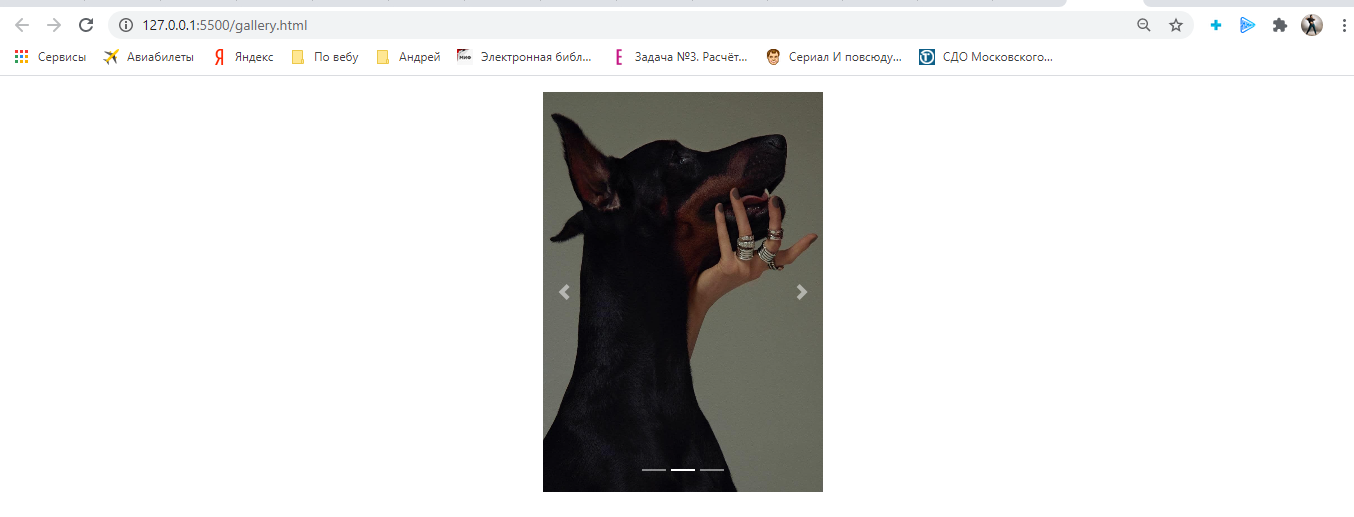 127.0.0.1:5500/gallery.html
Сервисы Авиабилеты Яндекс По вебу Андрей Электронная библ... Задача №3. Расчёт... Сериал И повсюду... СДО Московского...